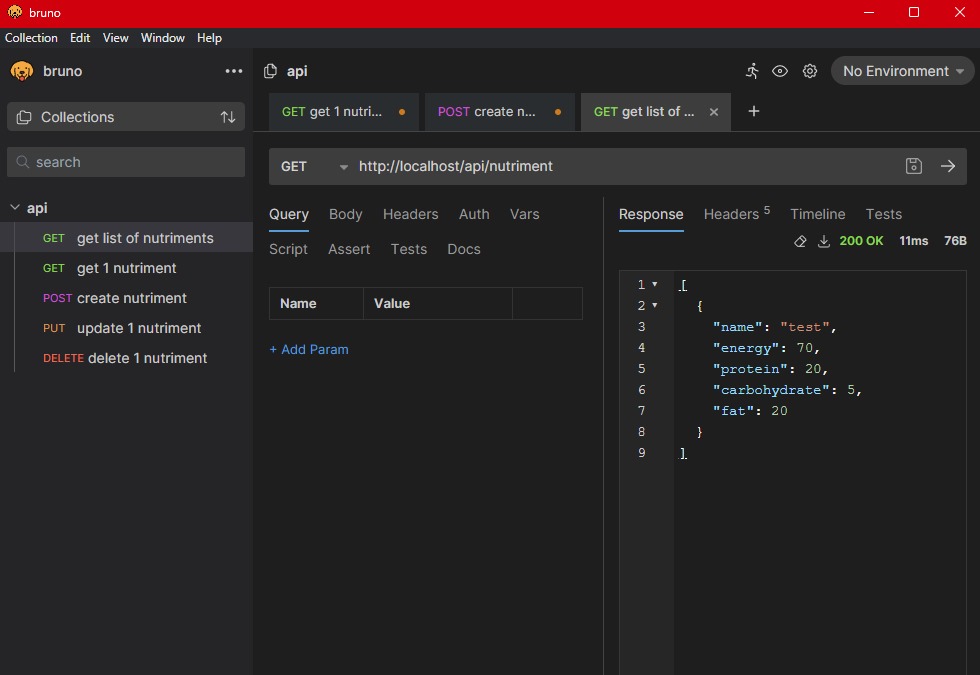 bruno
Collection Edit View Window Help
bruno
Collections
search
api
GET get list of nutriments
GET get 1 nutriment
POST create nutriment
PUT update 1 nutriment
DELETE delete 1 nutriment
api
No Environment
GET get 1 nutri...
POST create n...
GET get list of ...
GET http://localhost/api/nutriment
Query Body Headers Auth Vars
Script Assert Tests Docs
Name Value
+ Add Param
Response Headers 5 Timeline Tests
200 OK 11ms 76B
1 [
2 {
3 "name": "test",
4 "energy": 70,
5 "protein": 20,
6 "carbohydrate": 5,
7 "fat": 20
8 }
9 ]